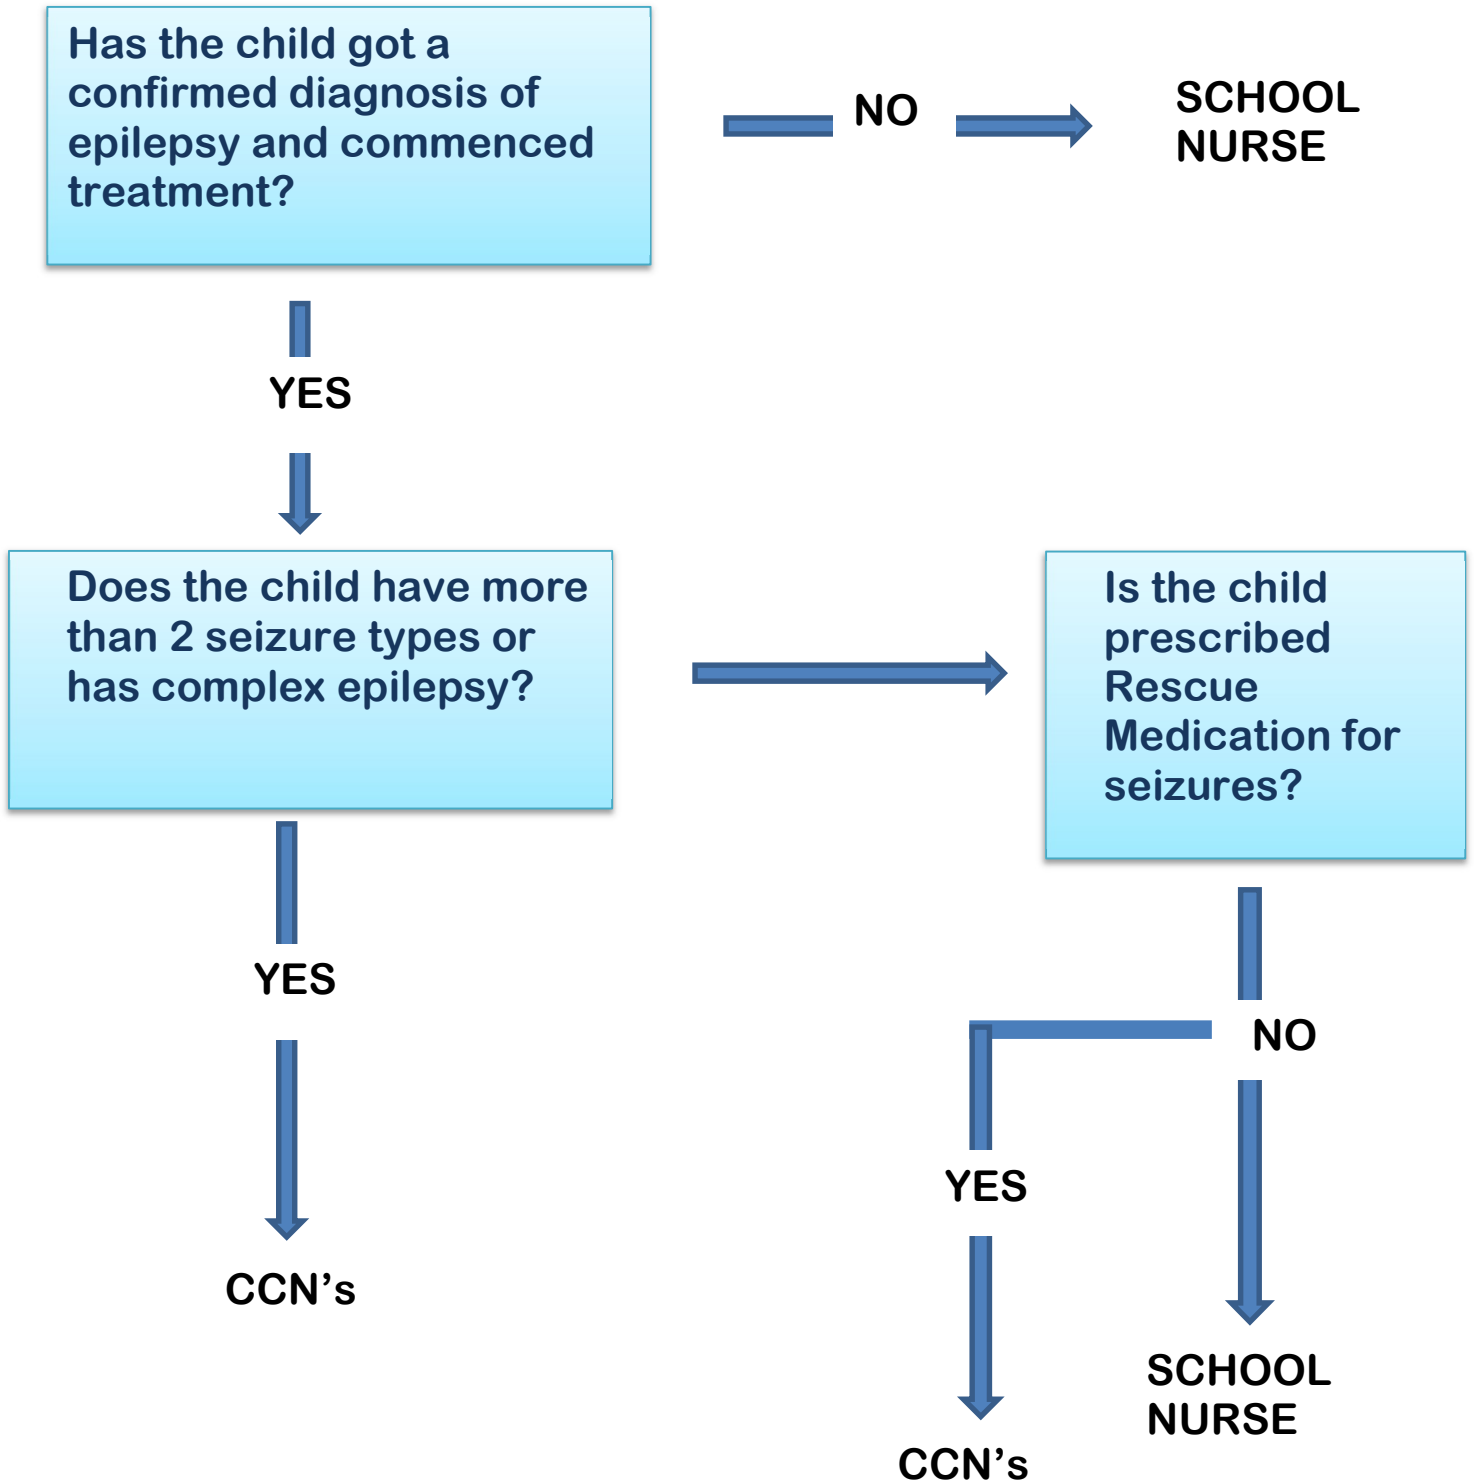 Has the child got a
confirmed diagnosis of
epilepsy and commenced
treatment?
NO
SCHOOL
NURSE
YES
Does the child have more
than 2 seizure types or
has complex epilepsy?
Is the child
prescribed
Rescue
Medication for
seizures?
YES
NO
YES
CCN’s
SCHOOL
NURSE
CCN’s